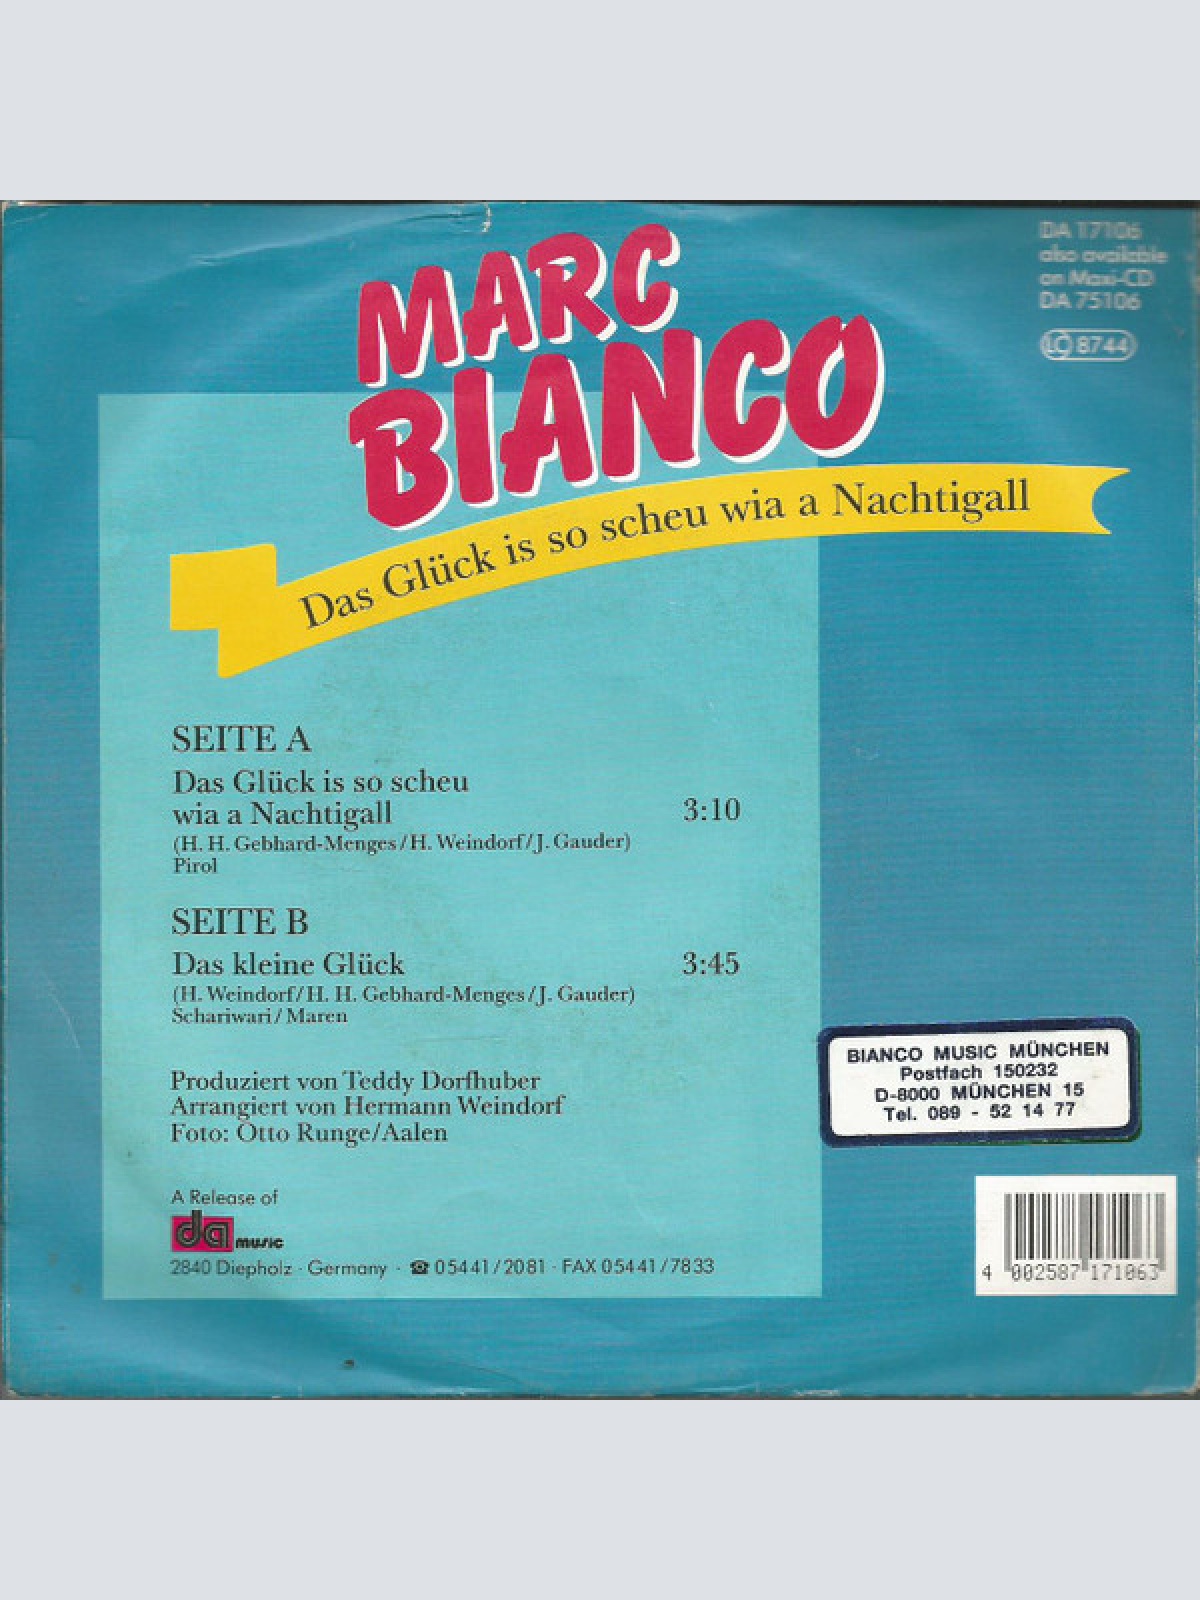 DA 17106
also available
on Maxi-CD
DA 75106
LC 8744
MARC
BIANCO
Das Glück is so scheu wia a Nachtigall
SEITE A
Das Glück is so scheu
wia a Nachtigall 3:10
(H. H. Gebhard-Menges/H. Weindorf/J. Gauder)
Pirol
SEITE B
Das kleine Glück 3:45
(H. Weindorf/H. H. Gebhard-Menges/J. Gauder)
Schariwari/Maren
Produziert von Teddy Dorfhuber
Arrangiert von Hermann Weindorf
Foto: Otto Runge/Aalen
BIANCO MUSIC MÜNCHEN
Postfach 150232
D-8000 MÜNCHEN 15
Tel. 089 - 52 14 77
A Release of
da music
2840 Diepholz · Germany · ☎ 05441/2081 · FAX 05441/7833
4 002587 171063